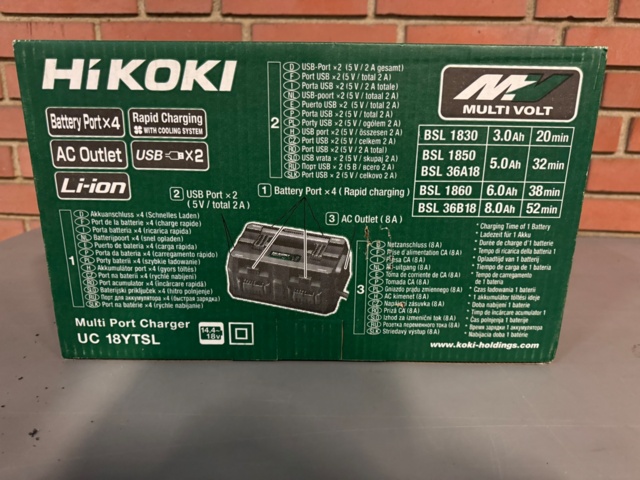 HiKOKI
Battery Port×4
Rapid Charging
WITH COOLING SYSTEM
AC Outlet
USB ×2
Li-ion
2
D USB-Port ×2 (5 V / 2 A gesamt)
F Port USB ×2 (5 V / total 2 A)
I Porta USB ×2 (5 V / 2 A totale)
NL USB-poort ×2 (5 V / totaal 2 A)
E Puerto USB ×2 (5 V / total 2 A)
P Porta USB ×2 (5 V / total 2 A)
PL Porty USB ×2 (5 V / ogółem 2 A)
H USB port ×2 (5 V / összesen 2 A)
CZ Port USB ×2 (5 V / celkem 2 A)
RO Port USB ×2 (5 V / 2 A total)
SLO USB vrata ×2 (5 V / skupaj 2 A)
RU Порт USB ×2 (5 В / всего 2 А)
SLK Port USB ×2 (5 V / celkovo 2 A)
MV
MULTI VOLT
BSL 1830 3.0Ah 20min
BSL 1850
BSL 36A18 5.0Ah 32min
BSL 1860 6.0Ah 38min
BSL 36B18 8.0Ah 52min
* Charging Time of 1 Battery
* Ladezeit für 1 Akku
* Durée de charge d'1 batterie
* Tempo di ricarica della batteria 1
* Oplaadtijd van 1 batterij
* Tiempo de carga de 1 batería
* Tempo de carregamento
de 1 bateria
* Czas ładowania 1 baterii
* 1 akkumulátor töltési ideje
* Doba nabíjení 1 baterie
* Timp de încărcare acumulator 1
* Čas polnjenja 1 baterije
* Время зарядки 1 аккумулятора
* Nabíjacia doba 1 batérie
2 USB Port ×2
(5 V / total 2 A)
1 Battery Port ×4 (Rapid charging)
3 AC Outlet (8 A)
1
D Akkuanschluss ×4 (Schnelles Laden)
F Port de batterie ×4 (charge rapide)
I Porta batteria ×4 (ricarica rapida)
NL Batterijpoort ×4 (snel opladen)
E Puerto de batería ×4 (carga rápida)
P Porta da bateria ×4 (carregamento rápido)
PL Porty baterii ×4 (szybkie ładowanie)
H Akkumulátor port ×4 (gyors töltés)
CZ Port na baterii ×4 (rychlé nabíjení)
RO Port acumulator ×4 (încărcare rapidă)
SLO Baterijski priključek ×4 (hitro polnjenje)
RU Порт для аккумулятора ×4 (быстрая зарядка)
SLK Port na batérie ×4 (rýchle nabíjanie)
3
Netzanschluss (8 A)
Prise d'alimentation CA (8 A)
Presa CA (8 A)
AC-uitgang (8 A)
Toma de corriente de CA (8 A)
Tomada CA (8 A)
Gniazdo prądu zmiennego (8 A)
AC kimenet (8 A)
zásuvka (8 A)
Priză CA (8 A)
Izhod za izmenični tok (8 A)
Розетка переменного тока (8 А)
Striedavý výstup (8 A)
Multi Port Charger
UC 18YTSL
14.4V-
18V
www.koki-holdings.com